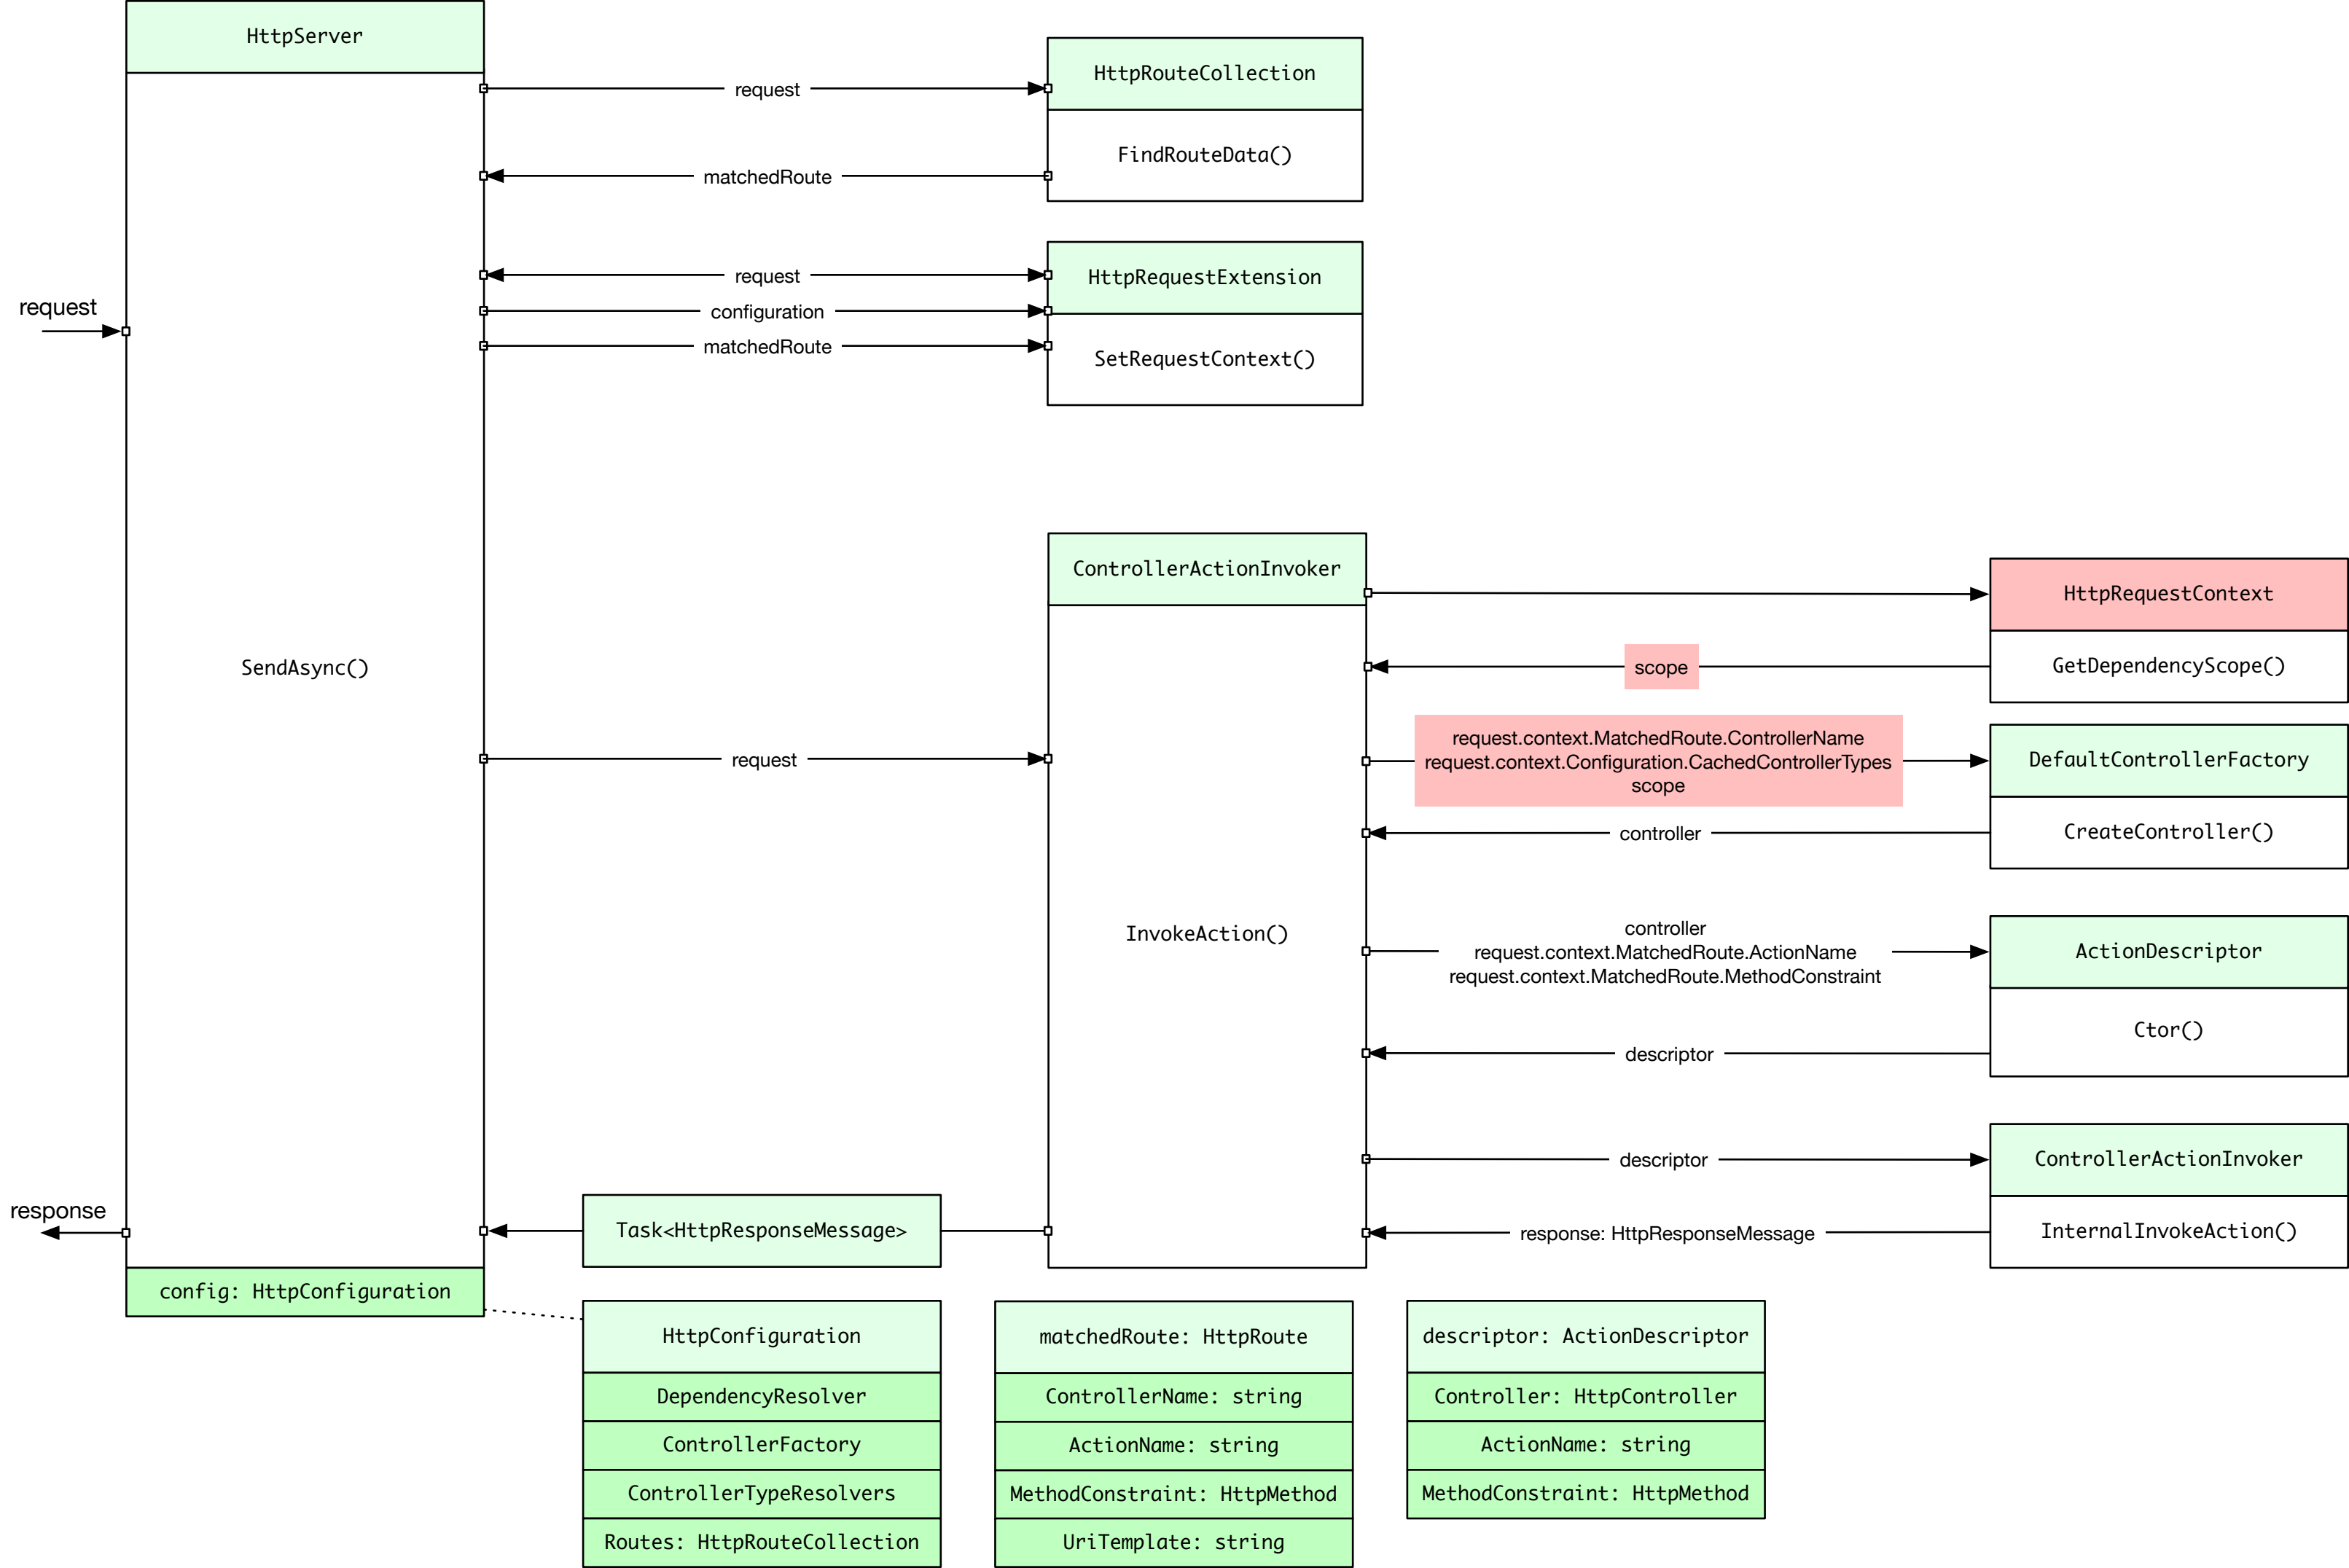 HttpServer
request
HttpRouteCollection
FindRouteData()
matchedRoute
request
HttpRequestExtension
request
configuration
matchedRoute
SetRequestContext()
SendAsync()
request
ControllerActionInvoker
InvokeAction()
HttpRequestContext
scope
GetDependencyScope()
request.context.MatchedRoute.ControllerName
request.context.Configuration.CachedControllerTypes
scope
DefaultControllerFactory
controller
CreateController()
controller
request.context.MatchedRoute.ActionName
request.context.MatchedRoute.MethodConstraint
ActionDescriptor
Ctor()
descriptor
descriptor
ControllerActionInvoker
response: HttpResponseMessage
InternalInvokeAction()
Task<HttpResponseMessage>
response
config: HttpConfiguration
HttpConfiguration
DependencyResolver
ControllerFactory
ControllerTypeResolvers
Routes: HttpRouteCollection
matchedRoute: HttpRoute
ControllerName: string
ActionName: string
MethodConstraint: HttpMethod
UriTemplate: string
descriptor: ActionDescriptor
Controller: HttpController
ActionName: string
MethodConstraint: HttpMethod